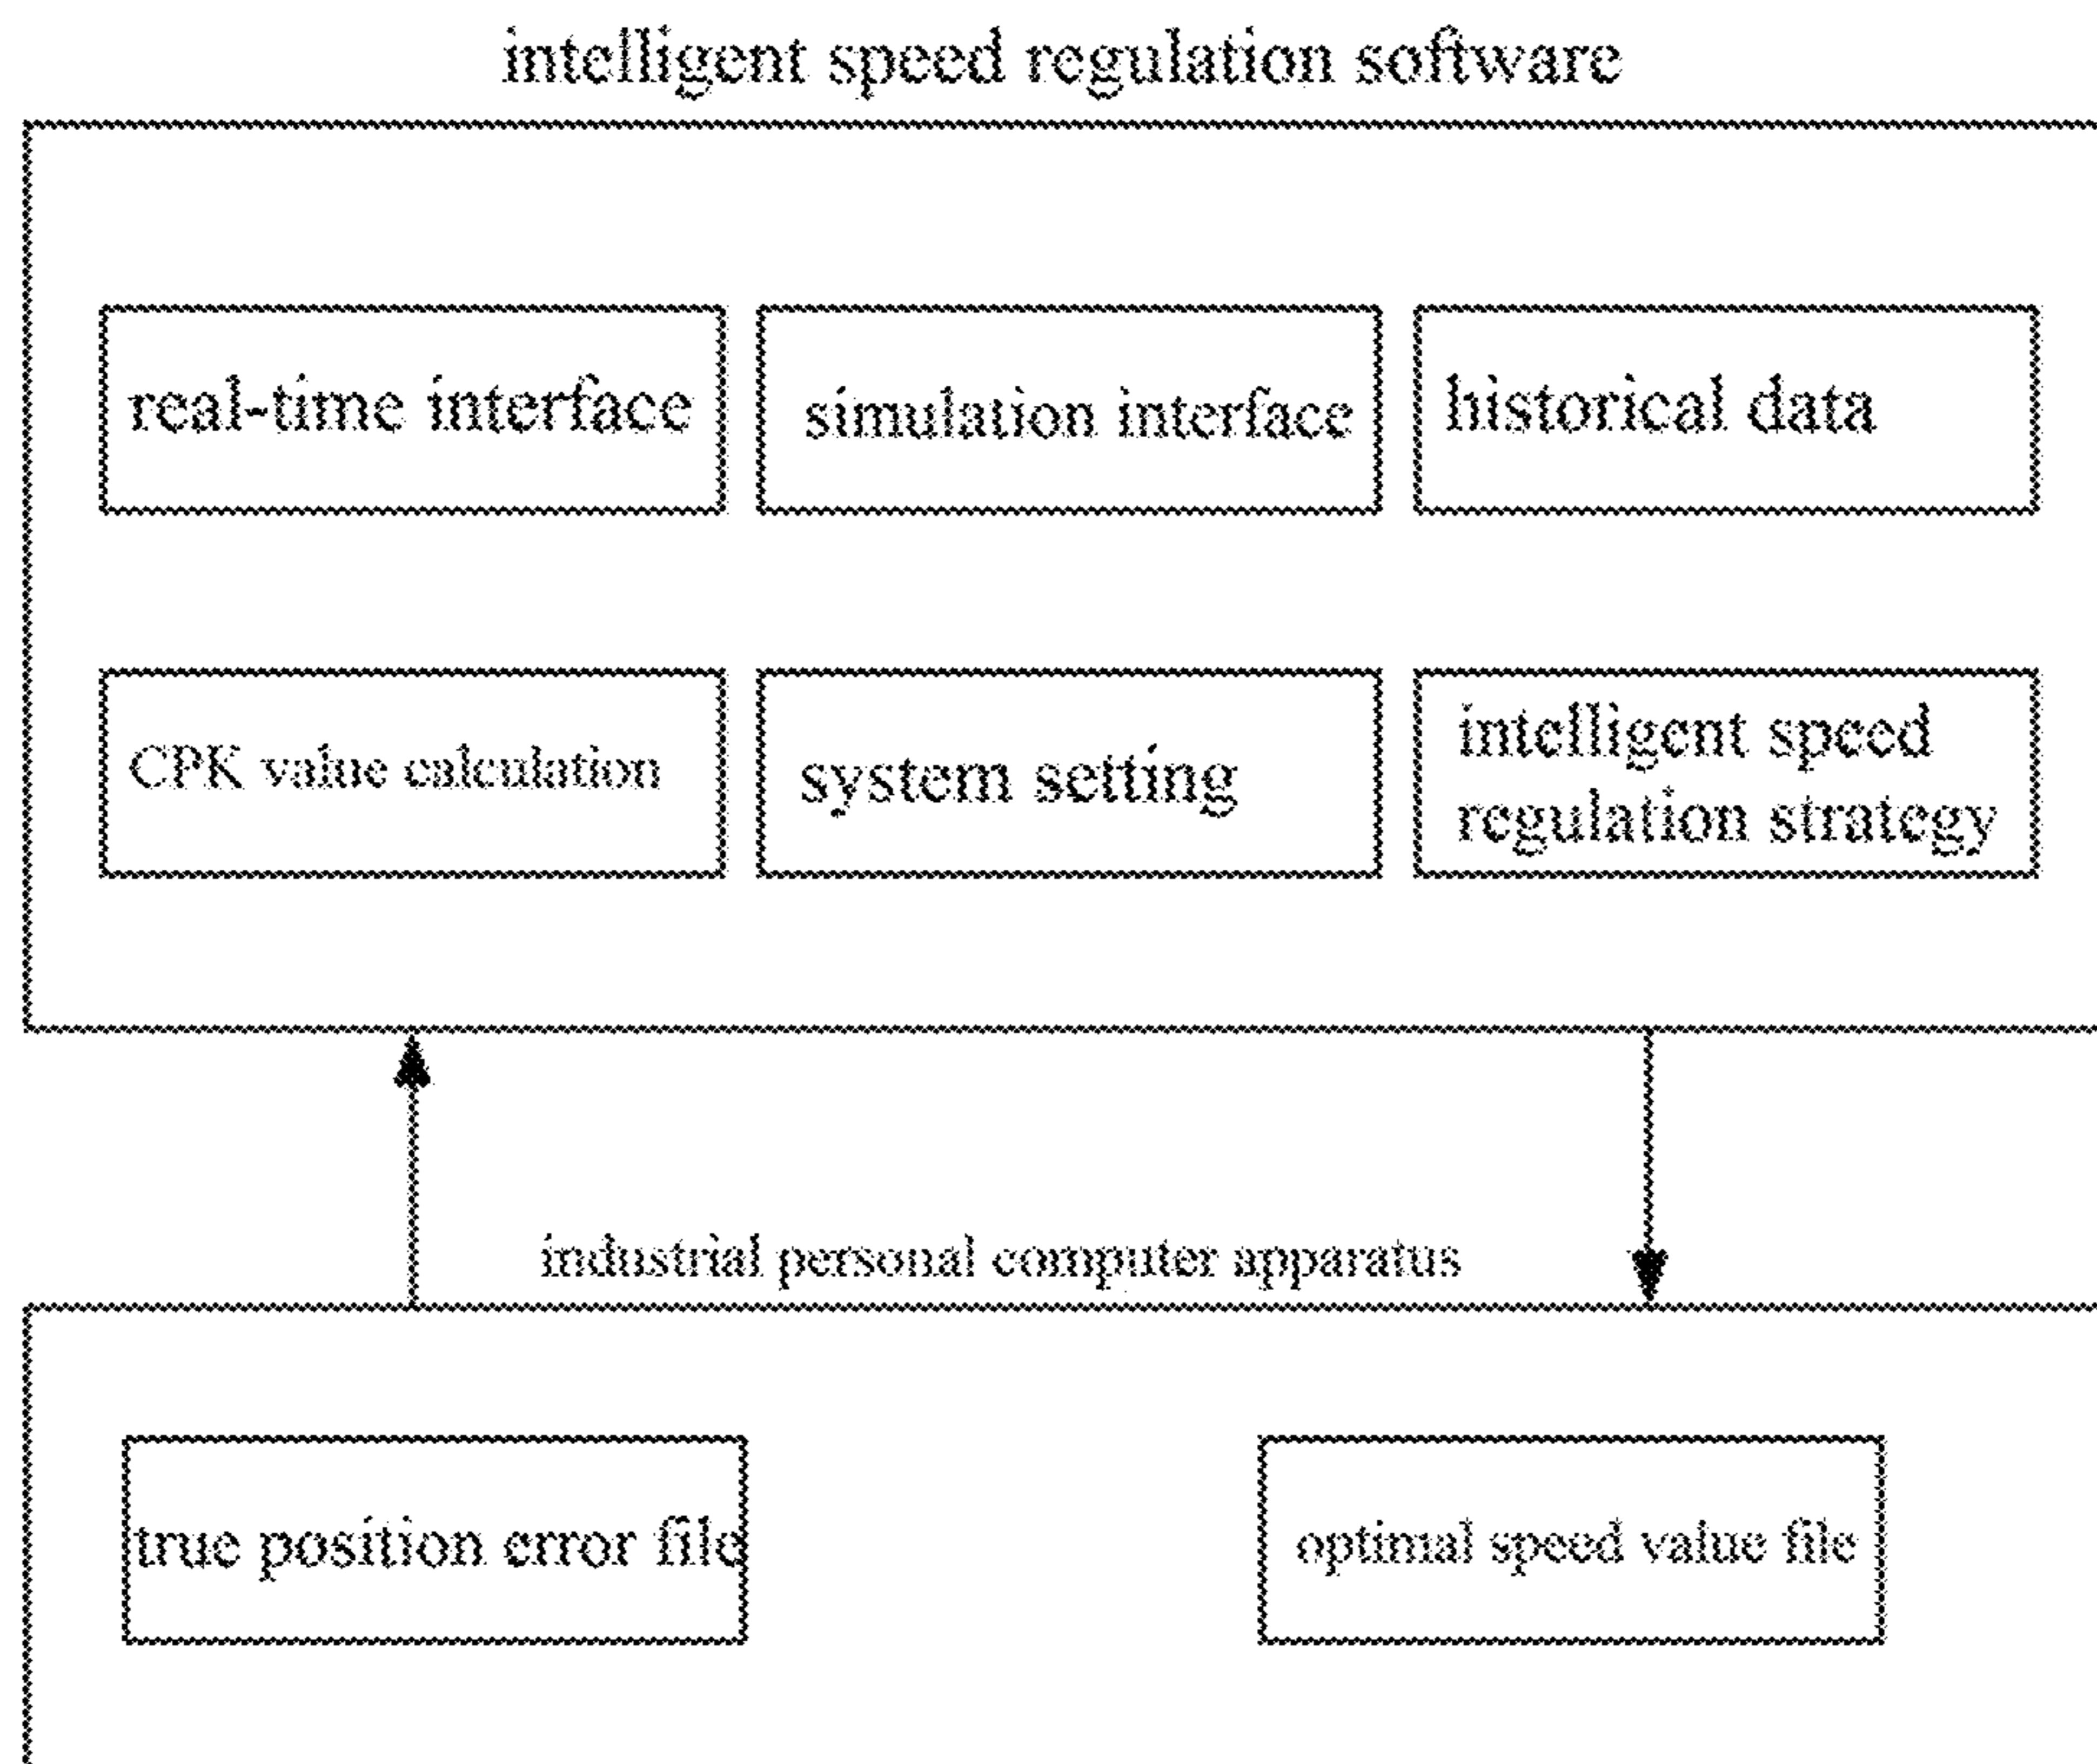 intelligent speed regulation software
real-time interface
simulation interface
historical data
CPK value calculation
system setting
intelligent speed
regulation strategy
industrial personal computer apparatus
true position error file
optimal speed value file